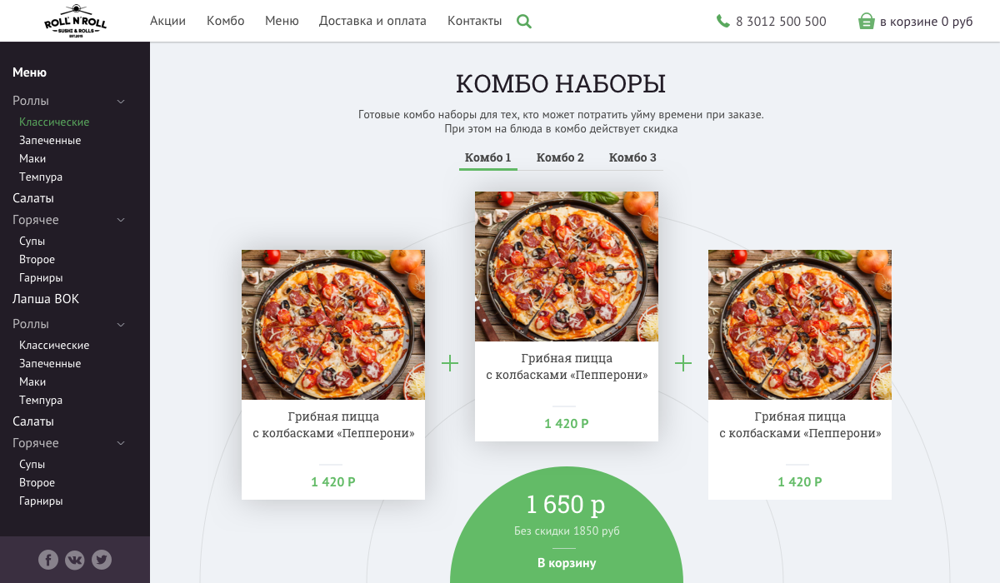 ROLL N ROLL
SUSHI & ROLLS
EST.2015
Акции Комбо Меню Доставка и оплата Контакты
8 3012 500 500
в корзине 0 руб
Меню
Роллы
Классические
Запеченные
Маки
Темпура
Салаты
Горячее
Супы
Второе
Гарниры
Лапша ВОК
Роллы
Классические
Запеченные
Маки
Темпура
Салаты
Горячее
Супы
Второе
Гарниры
КОМБО НАБОРЫ
Готовые комбо наборы для тех, кто может потратить уйму времени при заказе.
При этом на блюда в комбо действует скидка
Комбо 1 Комбо 2 Комбо 3
Грибная пицца
с колбасками «Пепперони»
1 420 Р
Грибная пицца
с колбасками «Пепперони»
1 420 Р
Грибная пицца
с колбасками «Пепперони»
1 420 Р
1 650 р
Без скидки 1850 руб
В корзину